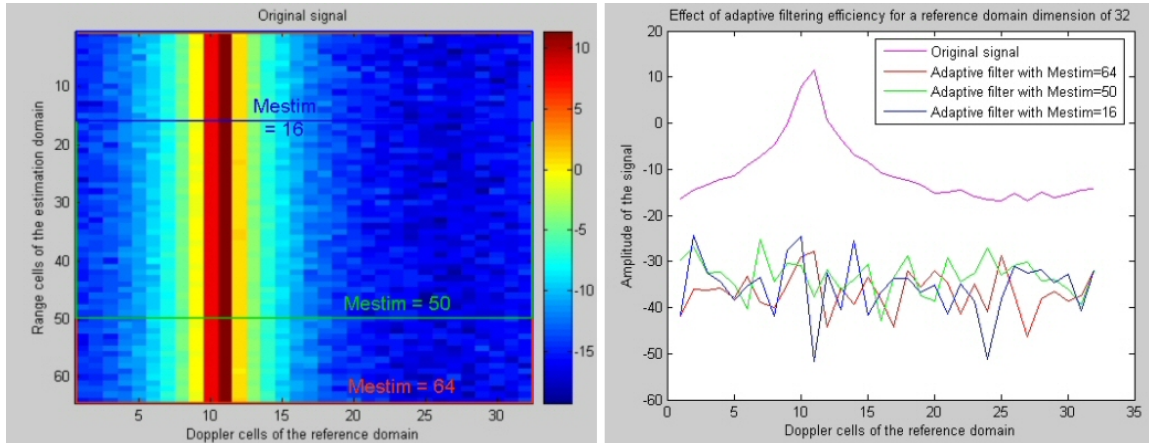 Original signal
10
20
30
40
50
60
Range cells of the estimation domain
5
10
15
20
25
30
Doppler cells of the reference domain
Mestim
= 16
Mestim = 50
Mestim = 64
10
5
0
-5
-10
-15
Effect of adaptive filtering efficiency for a reference domain dimension of 32
20
10
0
-10
-20
-30
-40
-50
-60
Amplitude of the signal
0
5
10
15
20
25
30
35
Doppler cells of the reference domain
Original signal
Adaptive filter with Mestim=64
Adaptive filter with Mestim=50
Adaptive filter with Mestim=16